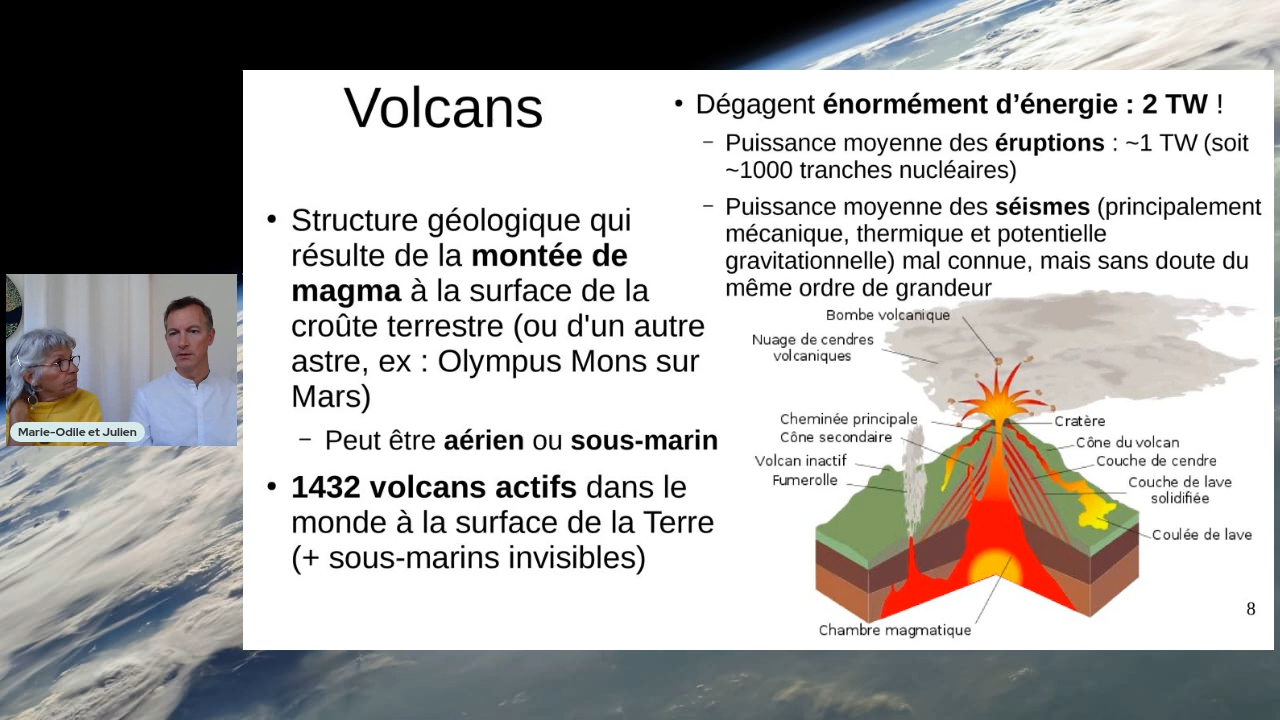 Volcans
• Structure géologique qui
résulte de la montée de
magma à la surface de la
croûte terrestre (ou d'un autre
astre, ex : Olympus Mons sur
Mars)
– Peut être aérien ou sous-marin
• 1432 volcans actifs dans le
monde à la surface de la Terre
(+ sous-marins invisibles)
• Dégagent énormément d’énergie : 2 TW !
– Puissance moyenne des éruptions : ~1 TW (soit
~1000 tranches nucléaires)
– Puissance moyenne des séismes (principalement
mécanique, thermique et potentielle
gravitationnelle) mal connue, mais sans doute du
même ordre de grandeur
Bombe volcanique
Nuage de cendres
volcaniques
Cheminée principale
Cône secondaire
Volcan inactif
Fumerolle
Cratère
Cône du volcan
Couche de cendre
Couche de lave
solidifiée
Coulée de lave
Chambre magmatique
8
Marie-Odile et Julien